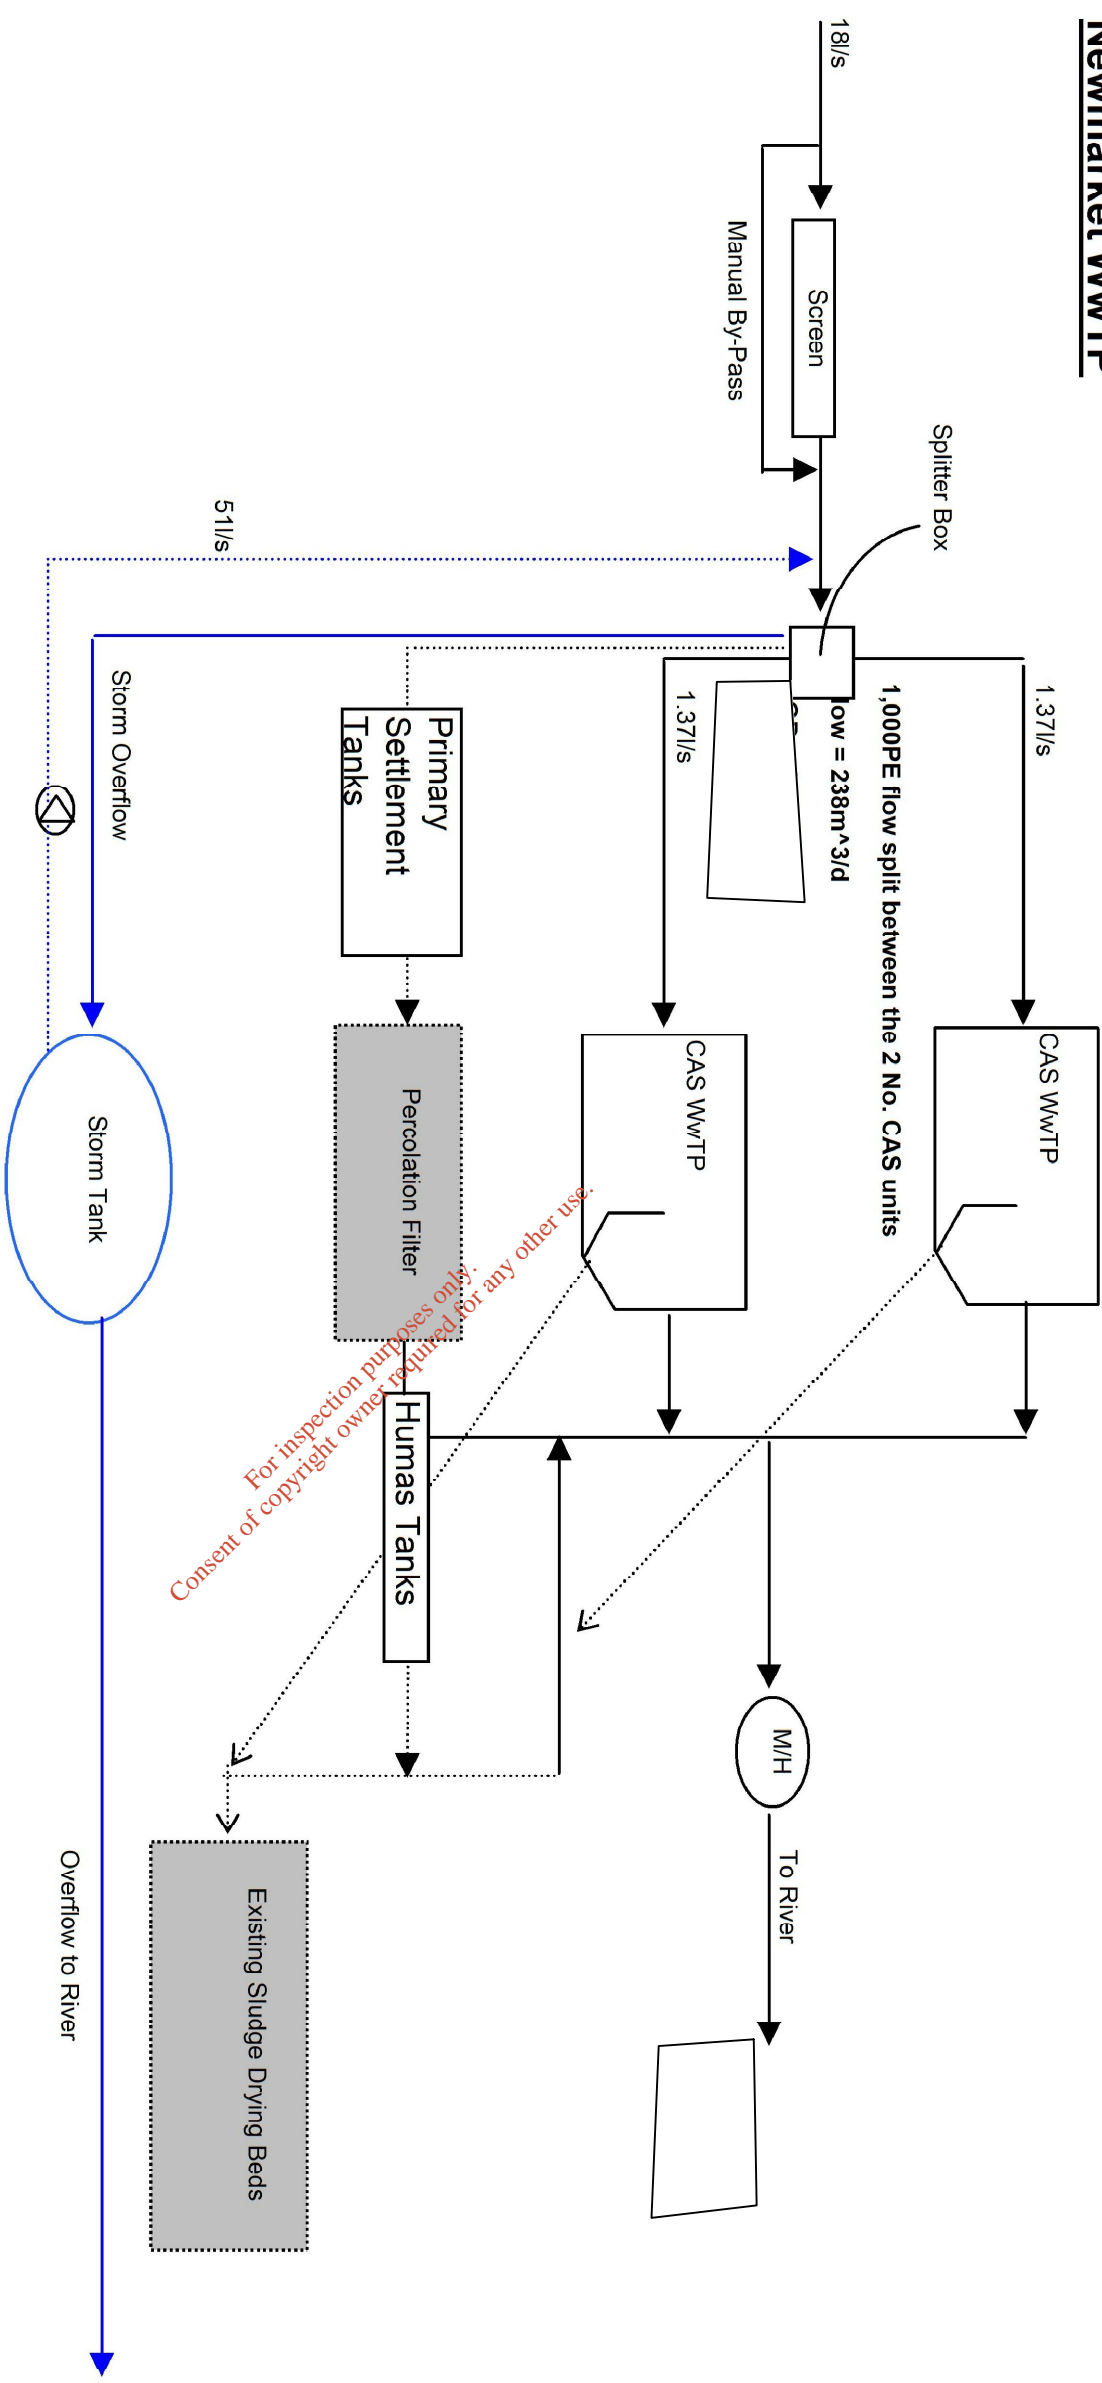 Newmarket WwTP
18l/s
Screen
Manual By-Pass
Splitter Box
51l/s
1.37l/s
1,000PE flow split between the 2 No. CAS units
low = 238m^3/d
1.37l/s
Primary
Settlement
Tanks
Storm Overflow
CAS WwTP
CAS WwTP
Percolation Filter
Storm Tank
Humas Tanks
M/H
To River
Existing Sludge Drying Beds
Overflow to River
For inspection purposes only.
Consent of copyright owner required for any other use.